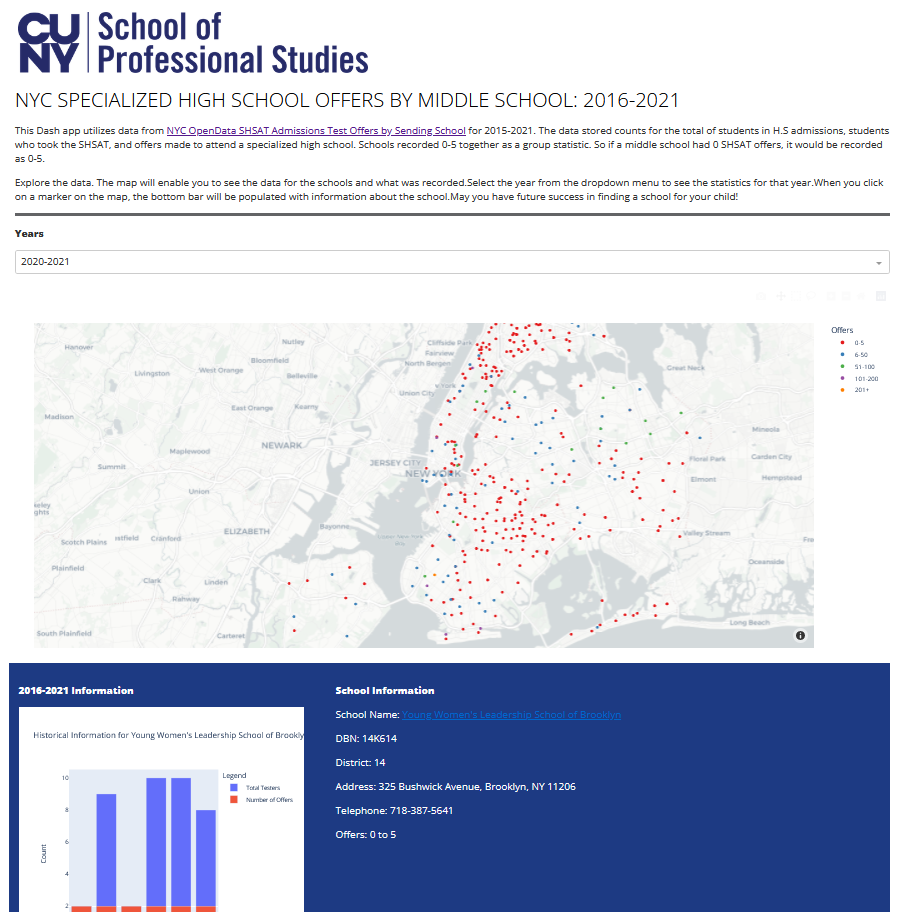 CU
NY
School of
Professional Studies
NYC SPECIALIZED HIGH SCHOOL OFFERS BY MIDDLE SCHOOL: 2016-2021
This Dash app utilizes data from NYC OpenData SHSAT Admissions Test Offers by Sending School for 2015-2021. The data stored counts for the total of students in H.S admissions, students
who took the SHSAT, and offers made to attend a specialized high school. Schools recorded 0-5 together as a group statistic. So if a middle school had 0 SHSAT offers, it would be recorded
as 0-5.
Explore the data. The map will enable you to see the data for the schools and what was recorded.Select the year from the dropdown menu to see the statistics for that year.When you click
on a marker on the map, the bottom bar will be populated with information about the school.May you have future success in finding a school for your child!
Years
2020-2021
Offers
0-5
6-50
51-100
101-200
201+
Hanover
Nutley
Cliffside Park
Fairview
Bloomfield
North Bergen
Great Neck
Livingston
West Orange
Belleville
Union City
East Orange
Kearny
Madison
Mineola
NEWARK
Maplewood
Garden City
Floral Park
JERSEY CITY
Summit
NEW YORK
Elmont
Hempstead
Union
keley
ghts
Bayonne
ELIZABETH
Valley Stream
Scotch Plains
stfield
Cranford
Fre
Lower New York
Bay
Oceanside
Plainfield
Clark
Linden
Rahway
Long Beach
South Plainfield
Carteret
2016-2021 Information
Historical Information for Young Women's Leadership School of Brookly
Legend
Total Testers
Number of Offers
10
8
6
4
2
Count
School Information
School Name: Young Women's Leadership School of Brooklyn
DBN: 14K614
District: 14
Address: 325 Bushwick Avenue, Brooklyn, NY 11206
Telephone: 718-387-5641
Offers: 0 to 5